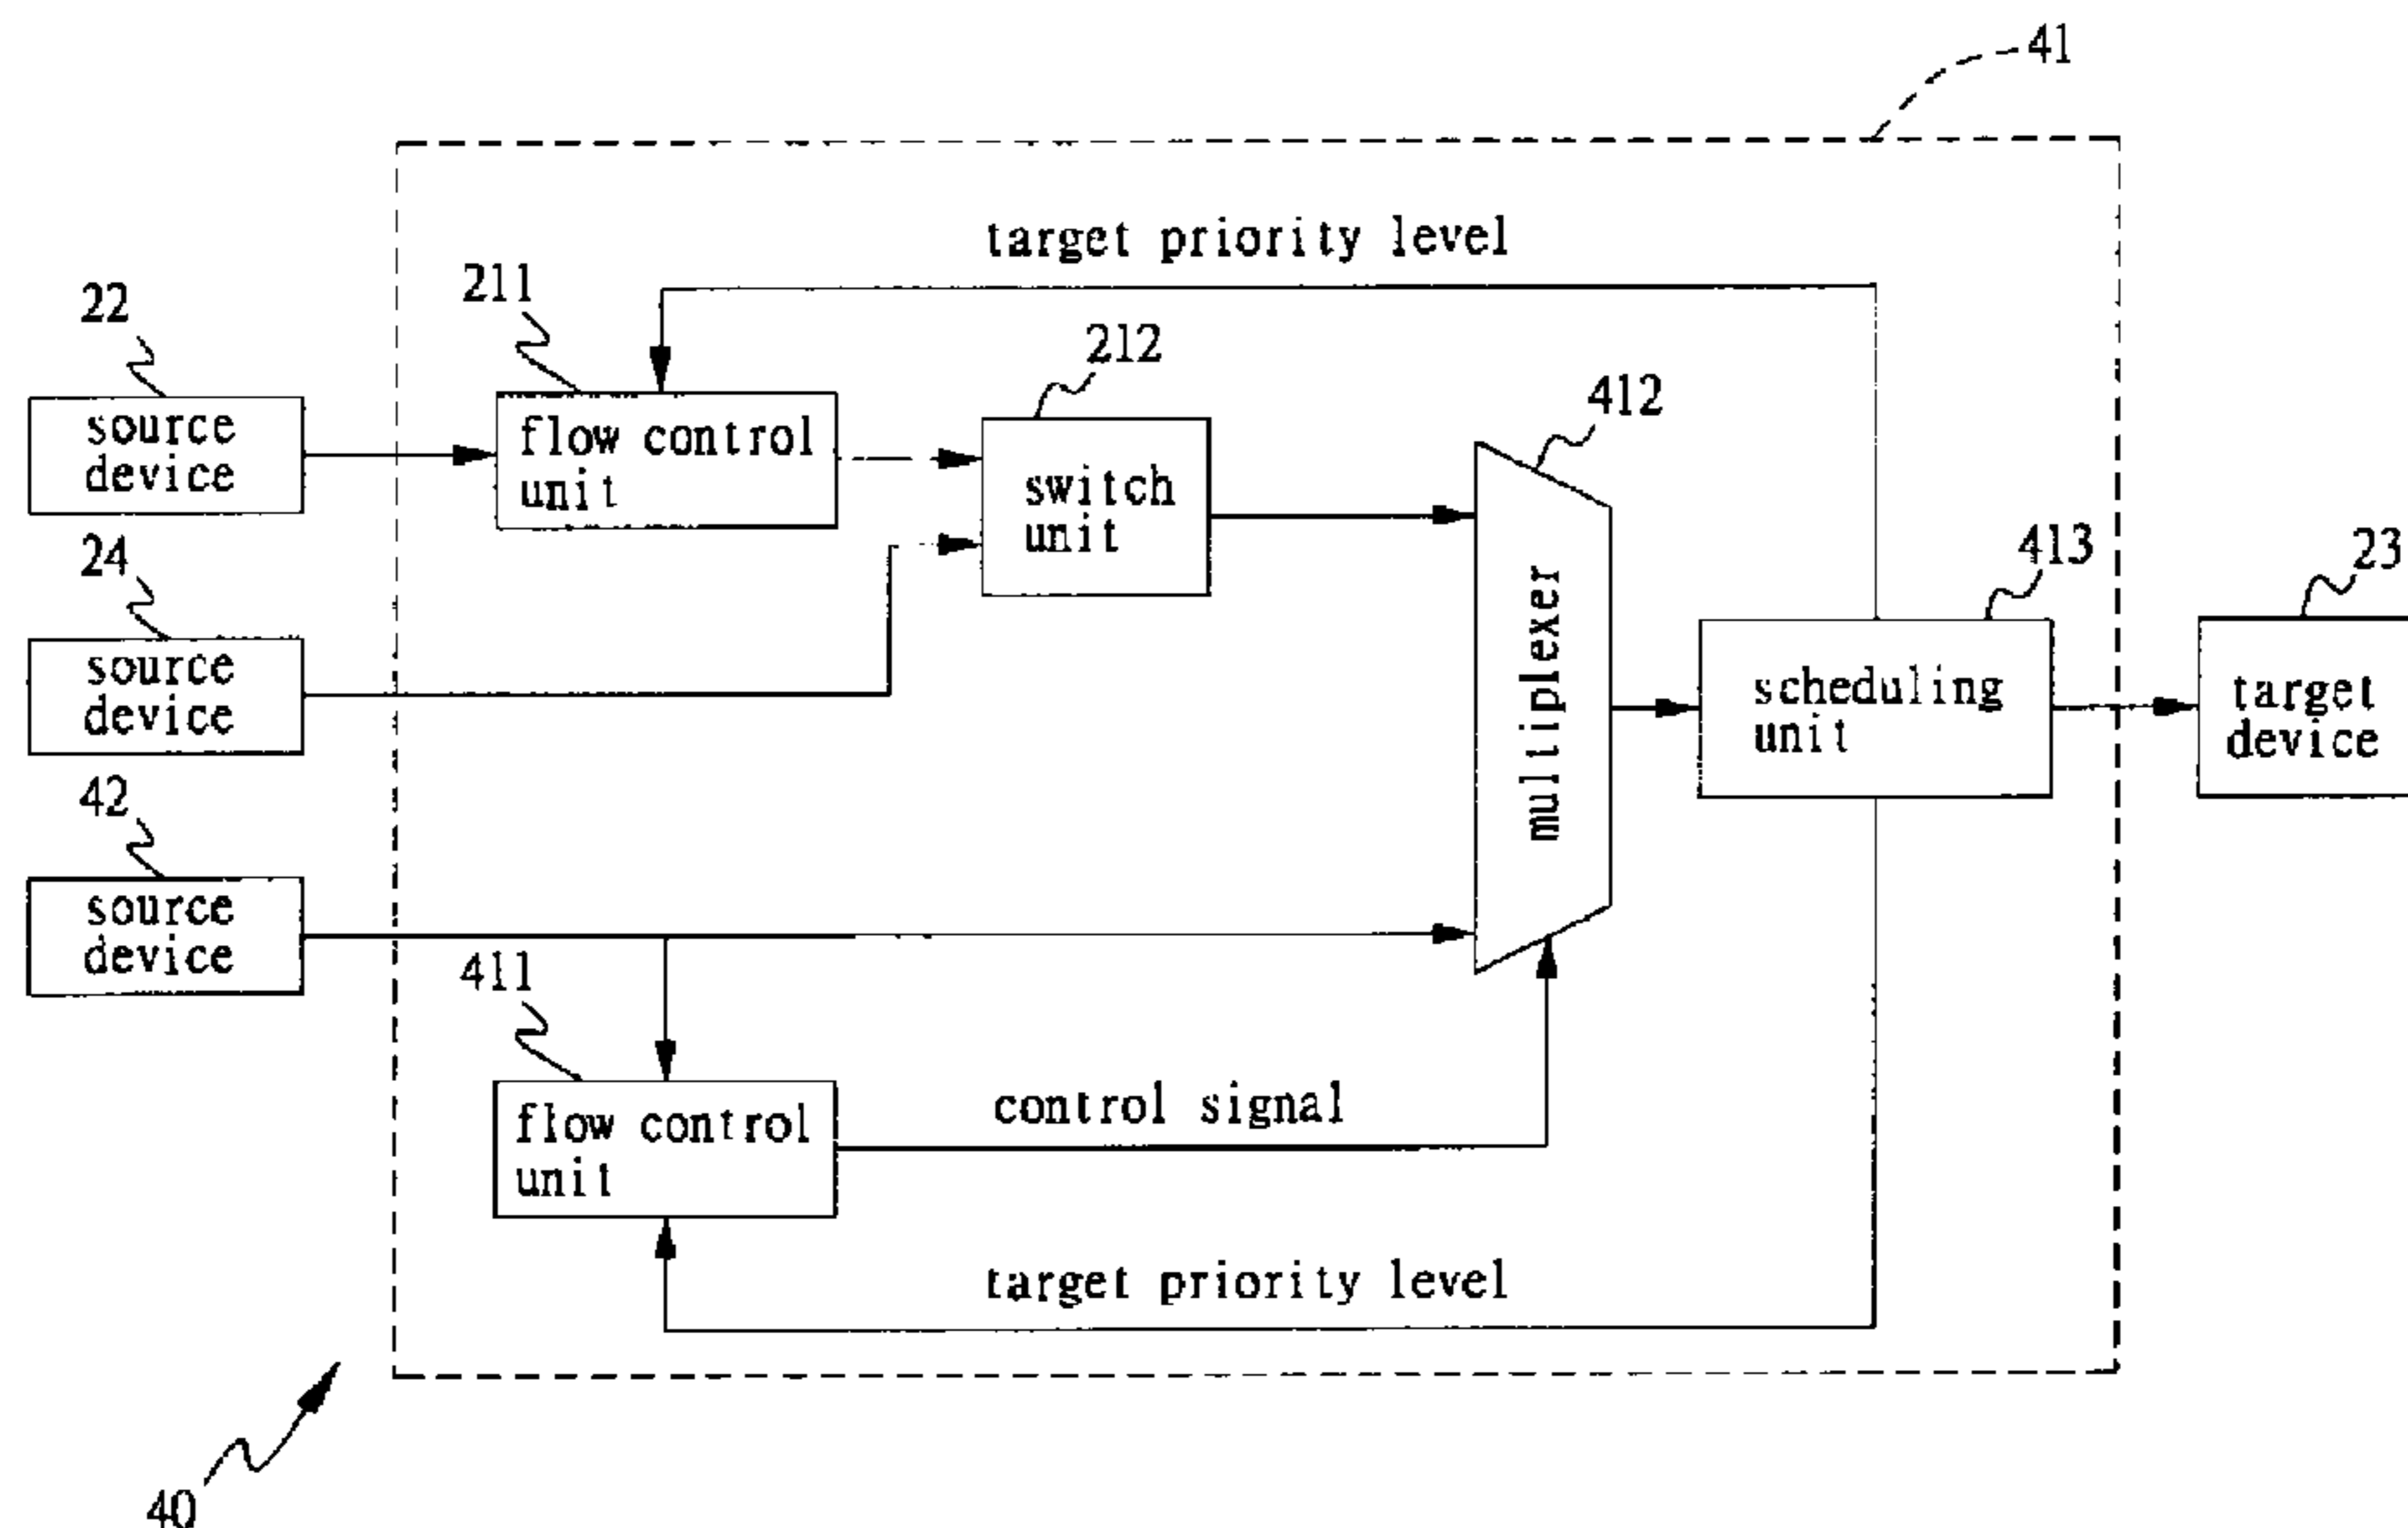 41
target priority level
211
22
212
source
device
flow control
unit
412
switch
unit
24
413
23
source
device
multiplexer
scheduling
unit
target
device
42
source
device
411
flow control
unit
control signal
target priority level
40